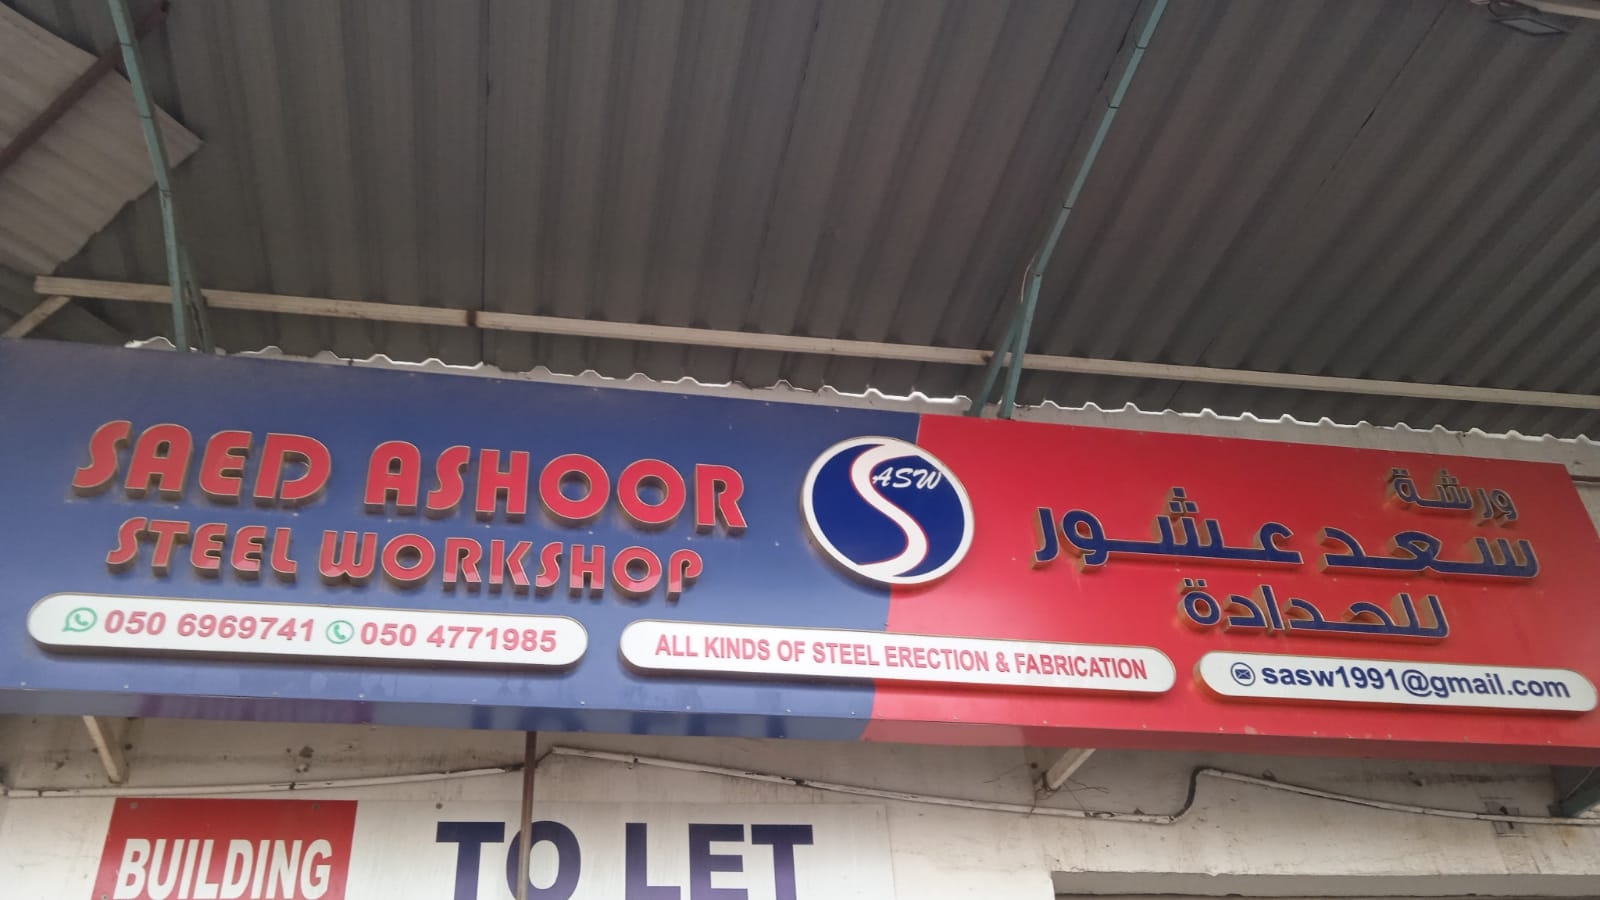 SAED ASHOOR
STEEL WORKSHOP
050 6969741 050 4771985
ASW
ورشة
سعد عشور
للحدادة
ALL KINDS OF STEEL ERECTION & FABRICATION
sasw1991@gmail.com
BUILDING
TO LET